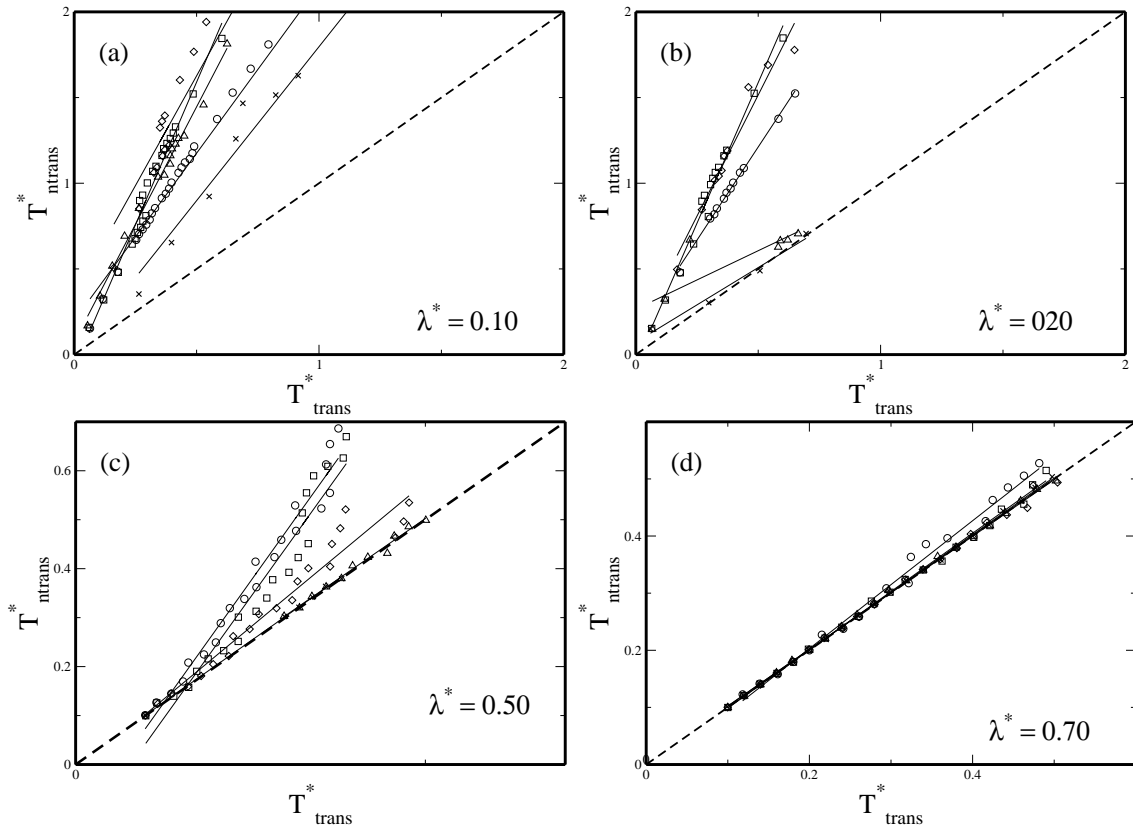 2
(a)
1
T*ntrans
λ* = 0.10
0
0 1 2
T*trans
2
(b)
1
T*ntrans
λ* = 020
0
0 1 2
T*trans
(c)
0.6
0.4
T*ntrans
0.2
λ* = 0.50
0
0
T*trans
(d)
0.4
T*ntrans
0.2
λ* = 0.70
0
0 0.2 0.4
T*trans